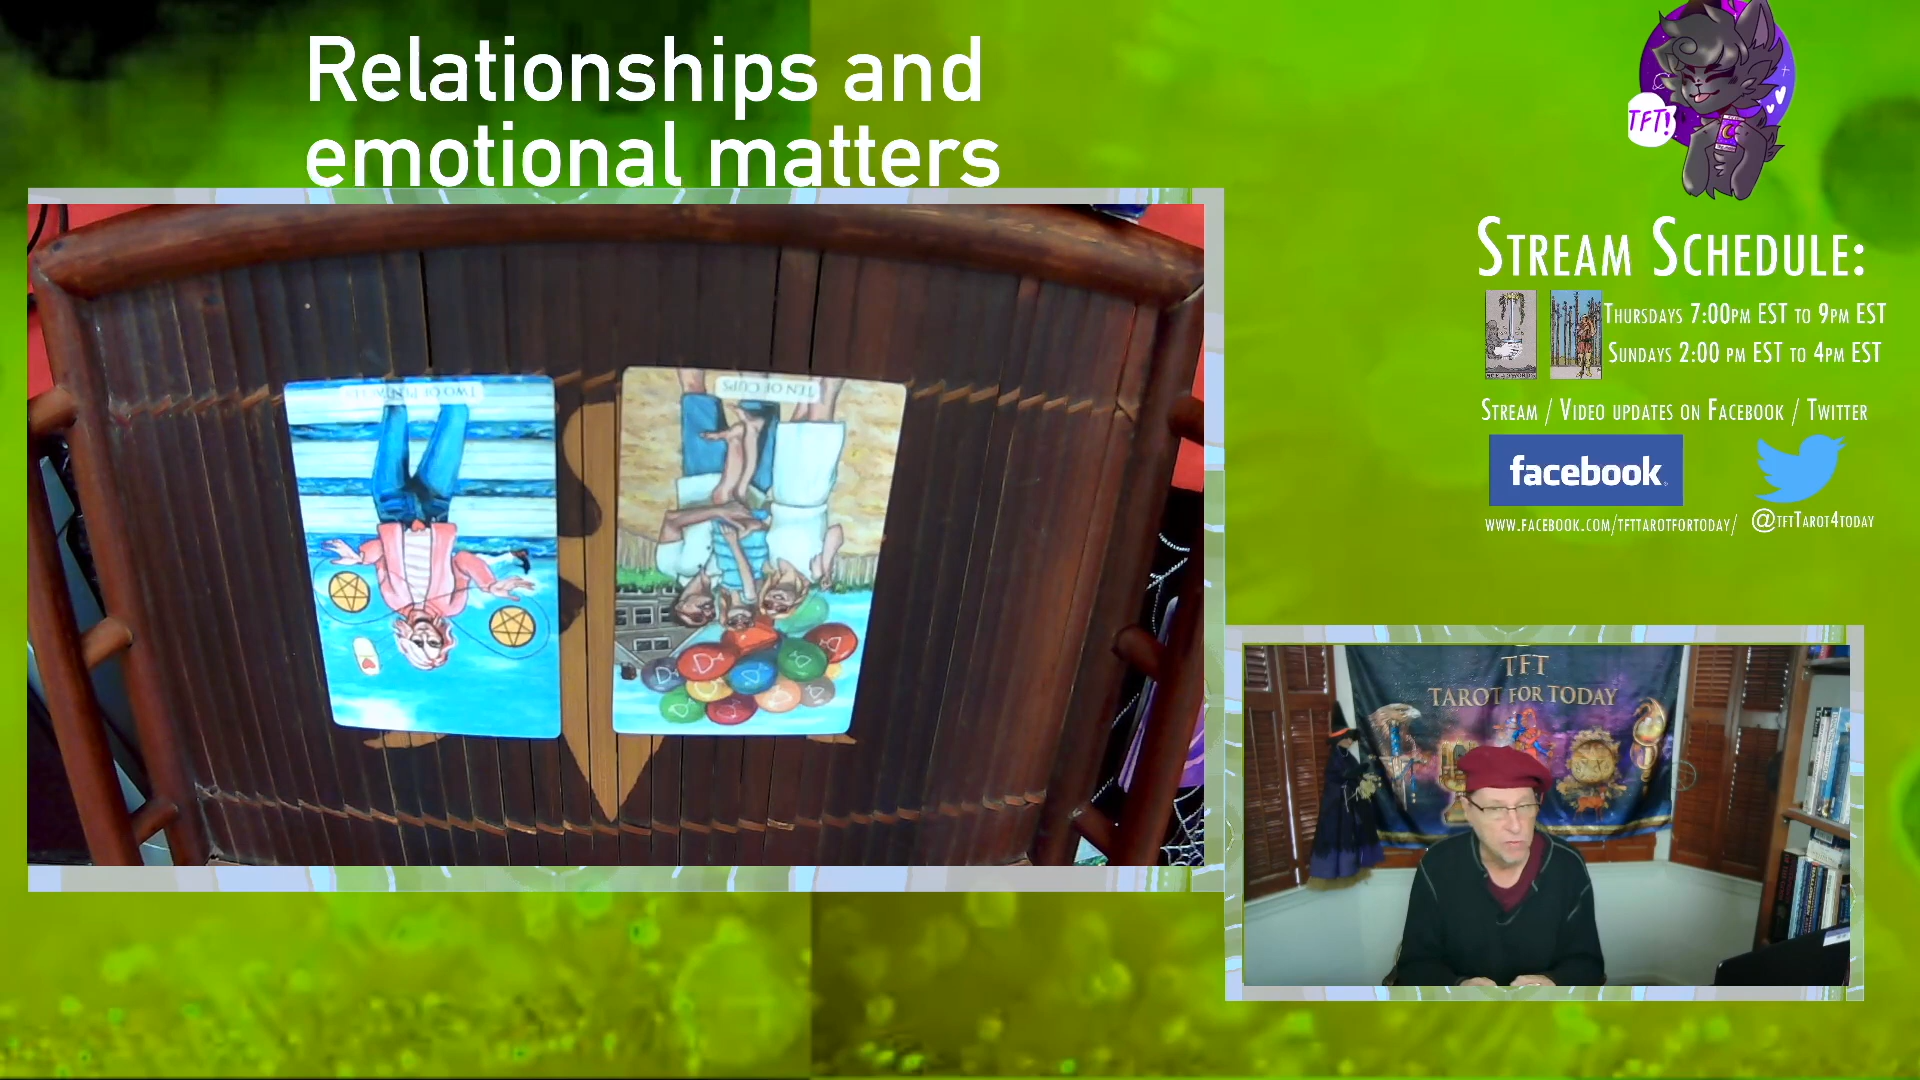 Relationships and
emotional matters
TFT!
STREAM SCHEDULE:
THURSDAYS 7:00PM EST TO 9PM EST
SUNDAYS 2:00 PM EST TO 4PM EST
STREAM / VIDEO UPDATES ON FACEBOOK / TWITTER
facebook
WWW.FACEBOOK.COM/TFTTAROTFORTODAY/
@TFTTAROT4TODAY
TWO OF PENTACLES
TEN OF CUPS
TFT
TAROT FOR TODAY